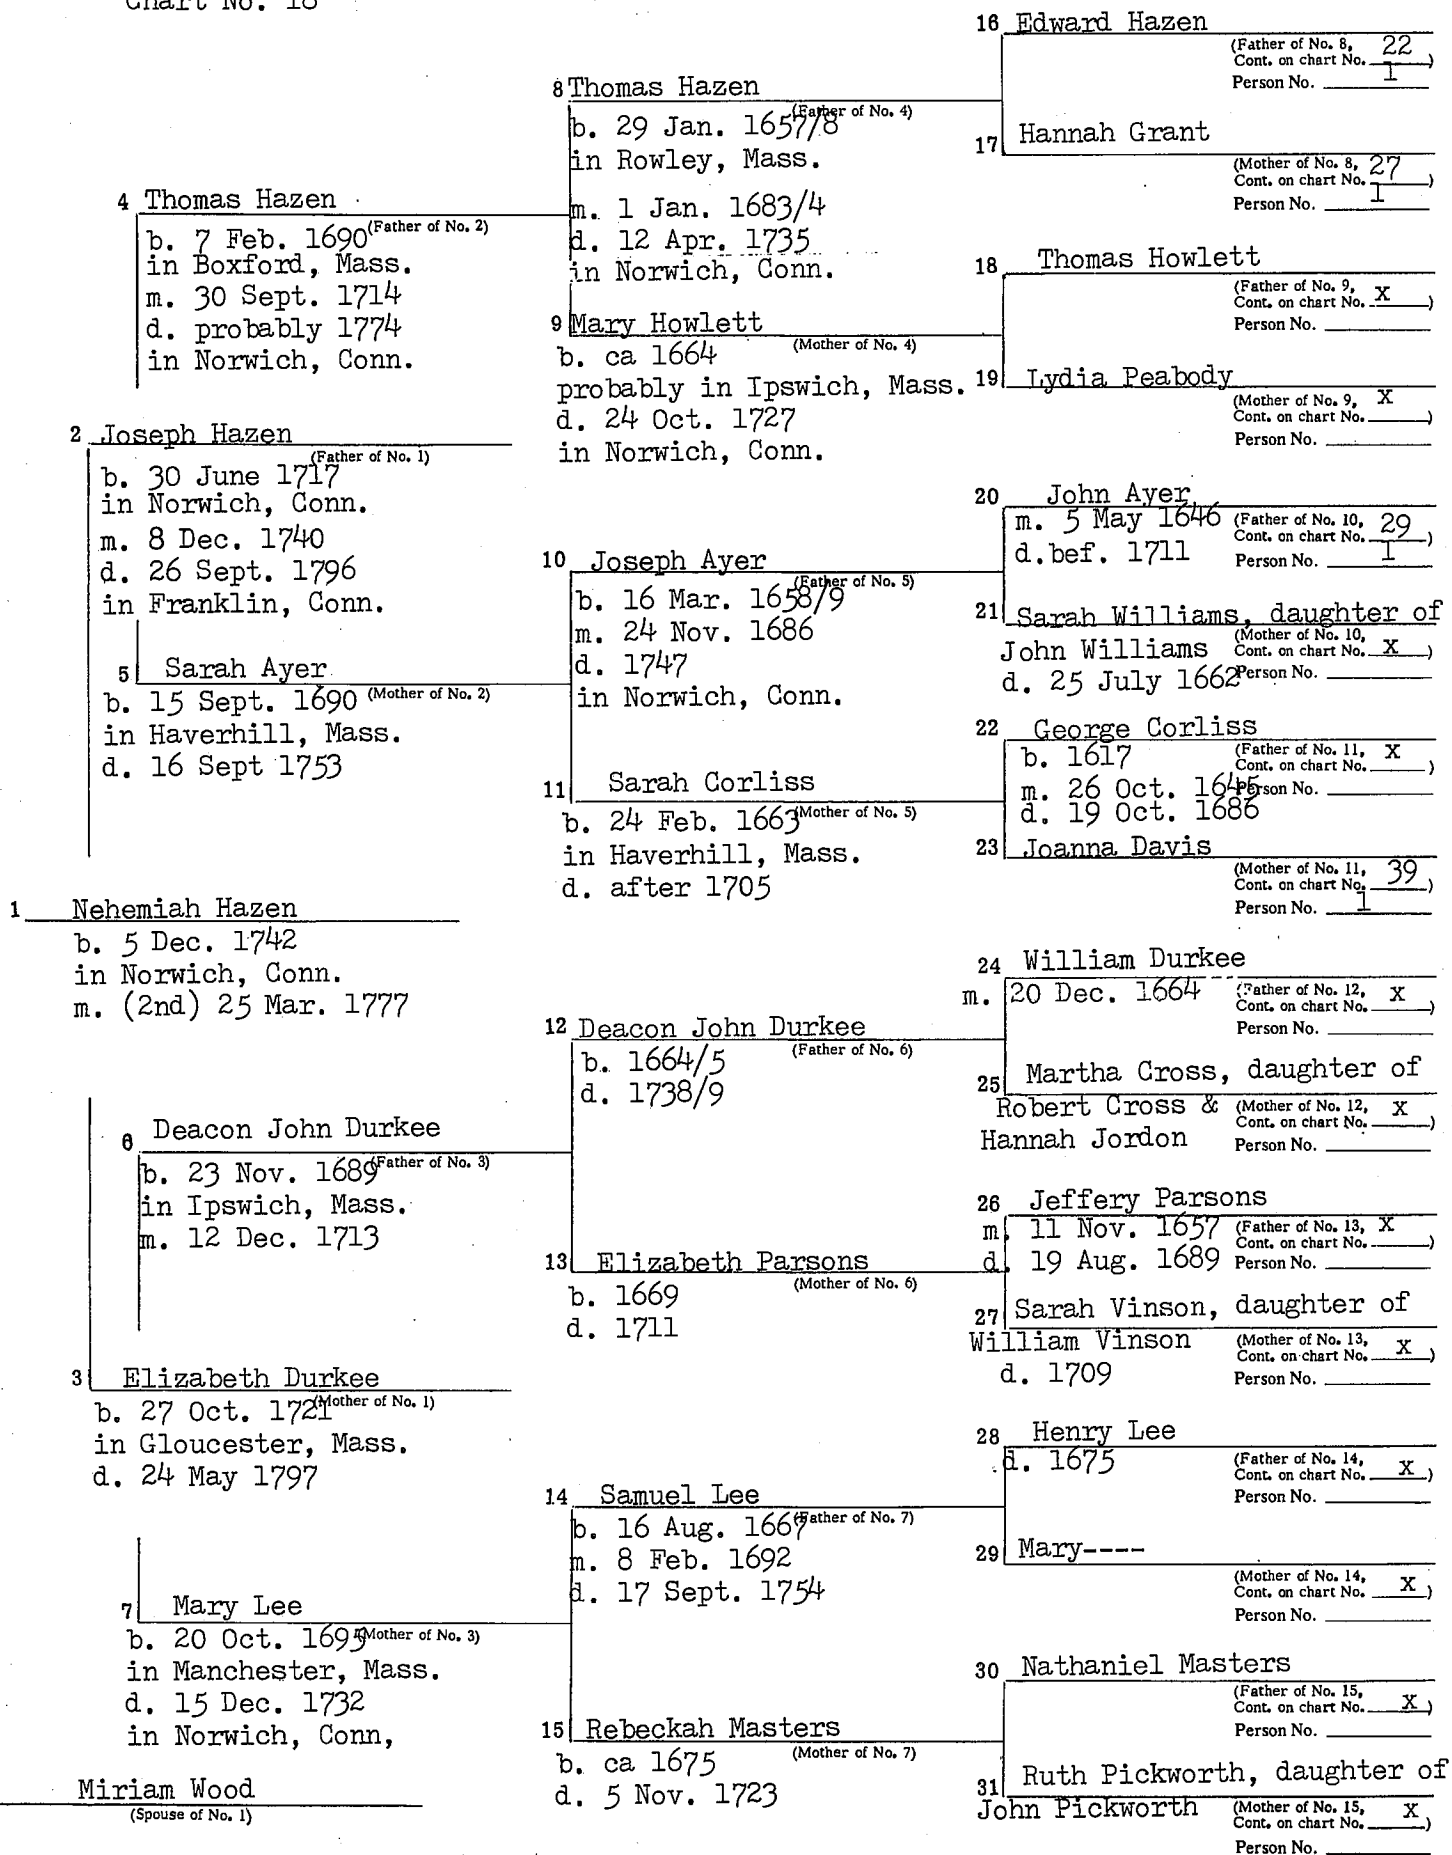 Chart No. 18
16 Edward Hazen
(Father of No. 8,
Cont. on chart No. 22)
Person No. 1
8 Thomas Hazen
(Father of No. 4)
b. 29 Jan. 1657/8
in Rowley, Mass.
m. 1 Jan. 1683/4
d. 12 Apr. 1735
in Norwich, Conn.
17 Hannah Grant
(Mother of No. 8,
Cont. on chart No. 27)
Person No. 1
4 Thomas Hazen
(Father of No. 2)
b. 7 Feb. 1690
in Boxford, Mass.
m. 30 Sept. 1714
d. probably 1774
in Norwich, Conn.
18 Thomas Howlett
(Father of No. 9,
Cont. on chart No. x)
Person No.
9 Mary Howlett
(Mother of No. 4)
b. ca 1664
probably in Ipswich, Mass.
d. 24 Oct. 1727
in Norwich, Conn.
19 Lydia Peabody
(Mother of No. 9, x
Cont. on chart No. )
Person No.
2 Joseph Hazen
(Father of No. 1)
b. 30 June 1717
in Norwich, Conn.
m. 8 Dec. 1740
d. 26 Sept. 1796
in Franklin, Conn.
20 John Ayer
m. 5 May 1646
d.bef. 1711
(Father of No. 10,
Cont. on chart No. 29)
Person No. 1
10 Joseph Ayer
(Father of No. 5)
b. 16 Mar. 1658/9
m. 24 Nov. 1686
d. 1747
in Norwich, Conn.
21 Sarah Williams, daughter of
John Williams
d. 25 July 1662
(Mother of No. 10,
Cont. on chart No. x)
Person No.
5 Sarah Ayer
b. 15 Sept. 1690 (Mother of No. 2)
in Haverhill, Mass.
d. 16 Sept 1753
22 George Corliss
b. 1617
m. 26 Oct. 1645
d. 19 Oct. 1686
(Father of No. 11, x
Cont. on chart No. )
Person No.
11 Sarah Corliss
b. 24 Feb. 1663 (Mother of No. 5)
in Haverhill, Mass.
d. after 1705
23 Joanna Davis
(Mother of No. 11,
Cont. on chart No. 39)
Person No. 1
1 Nehemiah Hazen
b. 5 Dec. 1742
in Norwich, Conn.
m. (2nd) 25 Mar. 1777
24 William Durkee
m. 20 Dec. 1664
(Father of No. 12, x
Cont. on chart No. )
Person No.
12 Deacon John Durkee
(Father of No. 6)
b. 1664/5
d. 1738/9
25 Martha Cross, daughter of
Robert Cross &
Hannah Jordon
(Mother of No. 12, x
Cont. on chart No. )
Person No.
6 Deacon John Durkee
b. 23 Nov. 1689 (Father of No. 3)
in Ipswich, Mass.
m. 12 Dec. 1713
26 Jeffery Parsons
m. 11 Nov. 1657
d. 19 Aug. 1689
(Father of No. 13, x
Cont. on chart No. )
Person No.
13 Elizabeth Parsons
(Mother of No. 6)
b. 1669
d. 1711
27 Sarah Vinson, daughter of
William Vinson
d. 1709
(Mother of No. 13,
Cont. on chart No. x)
Person No.
3 Elizabeth Durkee
b. 27 Oct. 1721 (Mother of No. 1)
in Gloucester, Mass.
d. 24 May 1797
28 Henry Lee
d. 1675
(Father of No. 14,
Cont. on chart No. x)
Person No.
14 Samuel Lee
b. 16 Aug. 1667 (Father of No. 7)
m. 8 Feb. 1692
d. 17 Sept. 1754
29 Mary----
(Mother of No. 14,
Cont. on chart No. x)
Person No.
7 Mary Lee
b. 20 Oct. 1695 (Mother of No. 3)
in Manchester, Mass.
d. 15 Dec. 1732
in Norwich, Conn,
30 Nathaniel Masters
(Father of No. 15,
Cont. on chart No. x)
Person No.
15 Rebeckah Masters
(Mother of No. 7)
b. ca 1675
d. 5 Nov. 1723
31 Ruth Pickworth, daughter of
John Pickworth
(Mother of No. 15,
Cont. on chart No. x)
Person No.
Miriam Wood
(Spouse of No. 1)